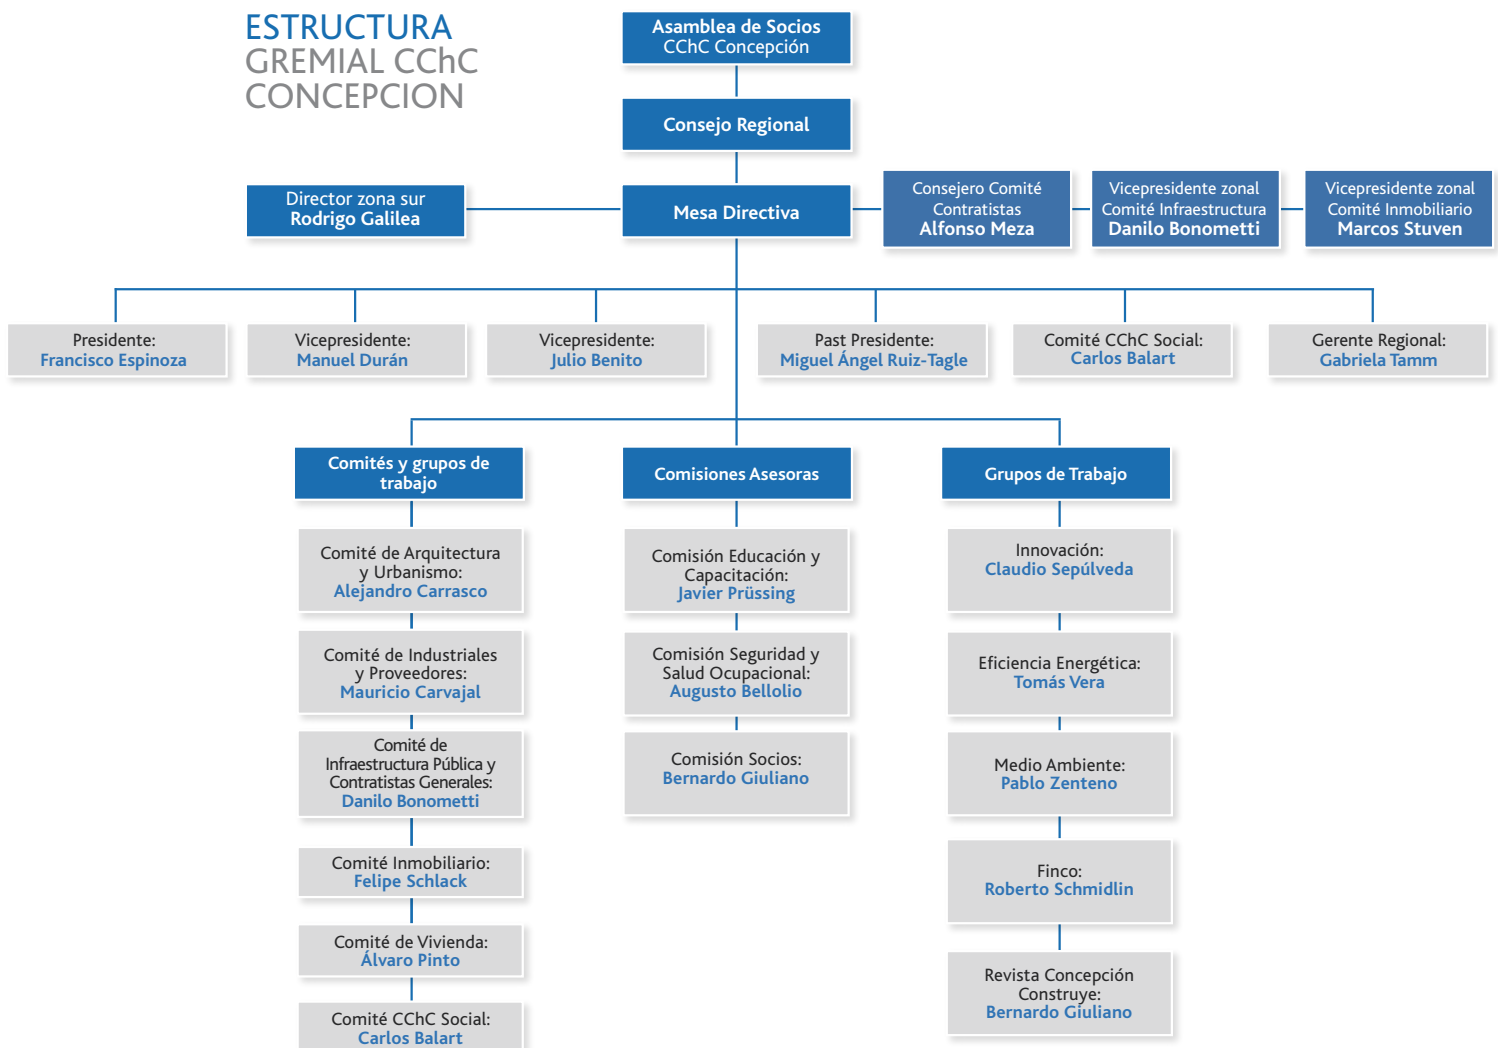 ESTRUCTURA
GREMIAL CChC
CONCEPCION
Asamblea de Socios
CChC Concepción
Consejo Regional
Director zona sur
Rodrigo Galilea
Mesa Directiva
Consejero Comité
Contratistas
Alfonso Meza
Vicepresidente zonal
Comité Infraestructura
Danilo Bonometti
Vicepresidente zonal
Comité Inmobiliario
Marcos Stuven
Presidente:
Francisco Espinoza
Vicepresidente:
Manuel Durán
Vicepresidente:
Julio Benito
Past Presidente:
Miguel Ángel Ruiz-Tagle
Comité CChC Social:
Carlos Balart
Gerente Regional:
Gabriela Tamm
Comités y grupos de
trabajo
Comité de Arquitectura
y Urbanismo:
Alejandro Carrasco
Comité de Industriales
y Proveedores:
Mauricio Carvajal
Comité de
Infraestructura Pública y
Contratistas Generales:
Danilo Bonometti
Comité Inmobiliario:
Felipe Schlack
Comité de Vivienda:
Álvaro Pinto
Comité CChC Social:
Carlos Balart
Comisiones Asesoras
Comisión Educación y
Capacitación:
Javier Prüssing
Comisión Seguridad y
Salud Ocupacional:
Augusto Bellolio
Comisión Socios:
Bernardo Giuliano
Grupos de Trabajo
Innovación:
Claudio Sepúlveda
Eficiencia Energética:
Tomás Vera
Medio Ambiente:
Pablo Zenteno
Finco:
Roberto Schmidlin
Revista Concepción
Construye:
Bernardo Giuliano